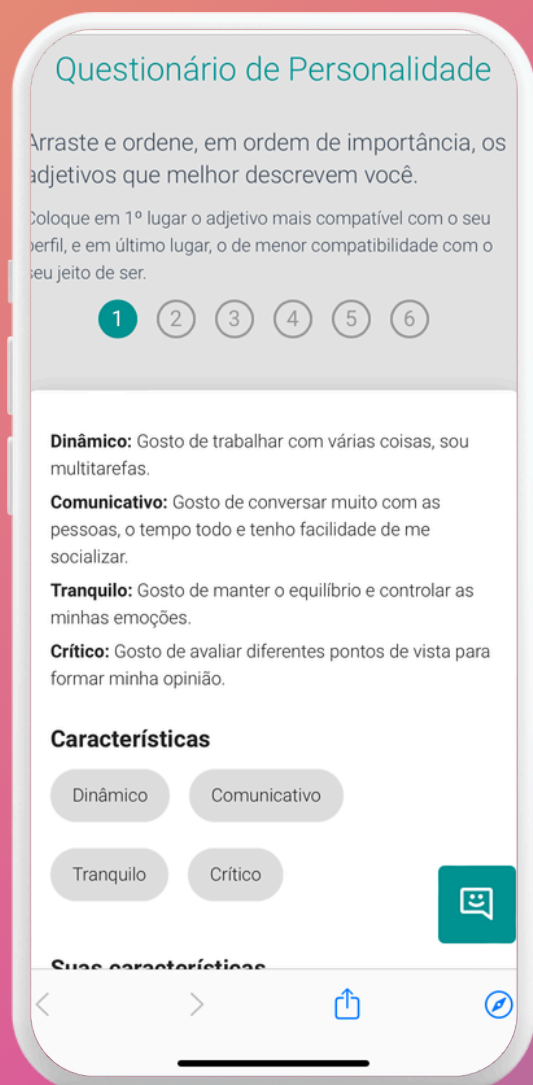 Questionário de Personalidade
Arraste e ordene, em ordem de importância, os
adjetivos que melhor descrevem você.
Coloque em 1º lugar o adjetivo mais compatível com o seu
perfil, e em último lugar, o de menor compatibilidade com o
seu jeito de ser.
1 2 3 4 5 6
Dinâmico: Gosto de trabalhar com várias coisas, sou
multitarefas.
Comunicativo: Gosto de conversar muito com as
pessoas, o tempo todo e tenho facilidade de me
socializar.
Tranquilo: Gosto de manter o equilíbrio e controlar as
minhas emoções.
Crítico: Gosto de avaliar diferentes pontos de vista para
formar minha opinião.
Características
Dinâmico Comunicativo
Tranquilo Crítico
Suas características